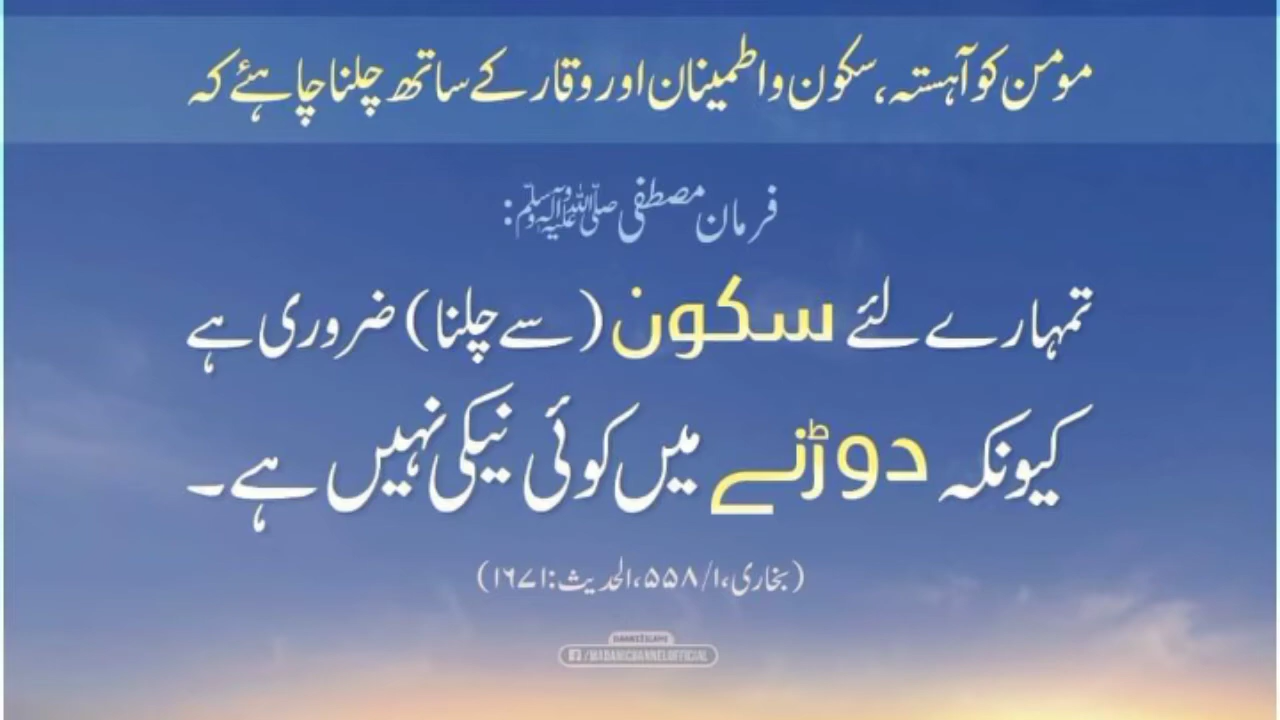 مومن کو آہستہ، سکون و اطمینان اور وقار کے ساتھ چلنا چاہئے کہ
فرمان مصطفی صلی اللہ علیہ وآلہ وسلم:
تمہارے لئے سکون (سے چلنا) ضروری ہے
کیونکہ دوڑنے میں کوئی نیکی نہیں ہے۔
(بخاری،۱/۵۵۸،الحدیث:۱۶۷۱)
DAWATEISLAMI
/MADANICHANNELOFFICIAL